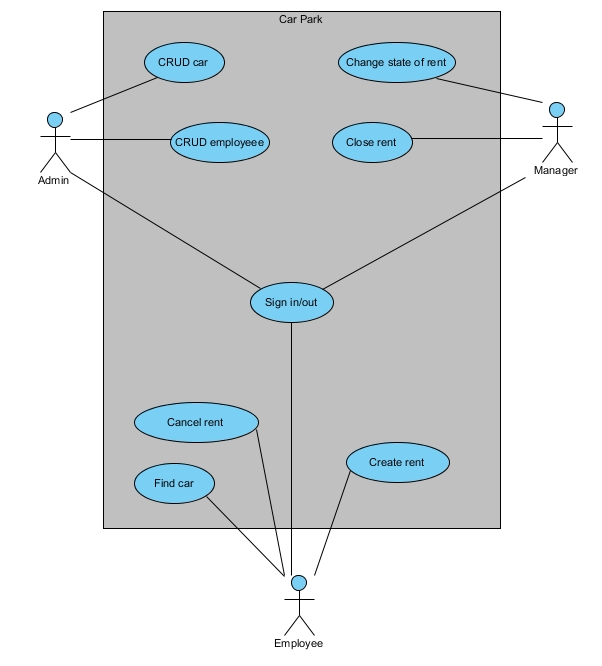 Car Park
CRUD car
Change state of rent
CRUD employeee
Close rent
Admin
Manager
Sign in/out
Cancel rent
Create rent
Find car
Employee